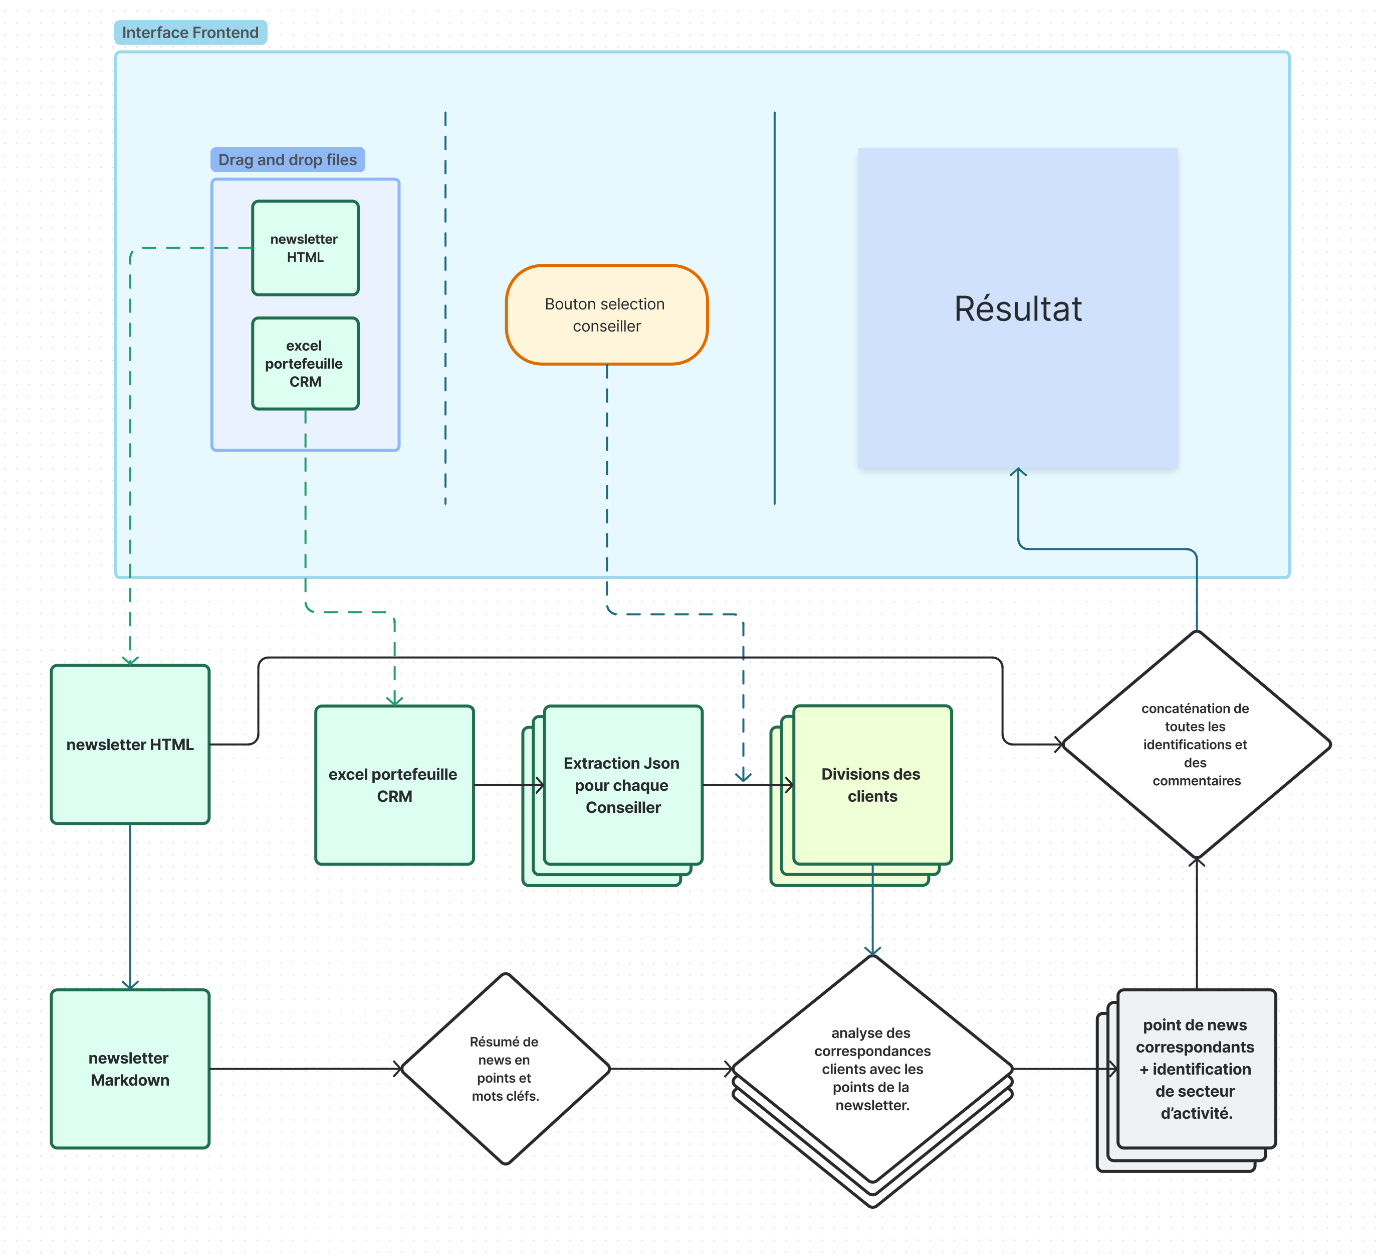 Interface Frontend
Drag and drop files
newsletter
HTML
excel
portefeuille
CRM
Bouton selection
conseiller
Résultat
newsletter HTML
excel portefeuille
CRM
Extraction Json
pour chaque
Conseiller
Divisions des
clients
concaténation de
toutes les
identifications et
des
commentaires
newsletter
Markdown
Résumé de
news en
points et
mots cléfs.
analyse des
correspondances
clients avec les
points de la
newsletter.
point de news
correspondants
+ identification
de secteur
d'activité.